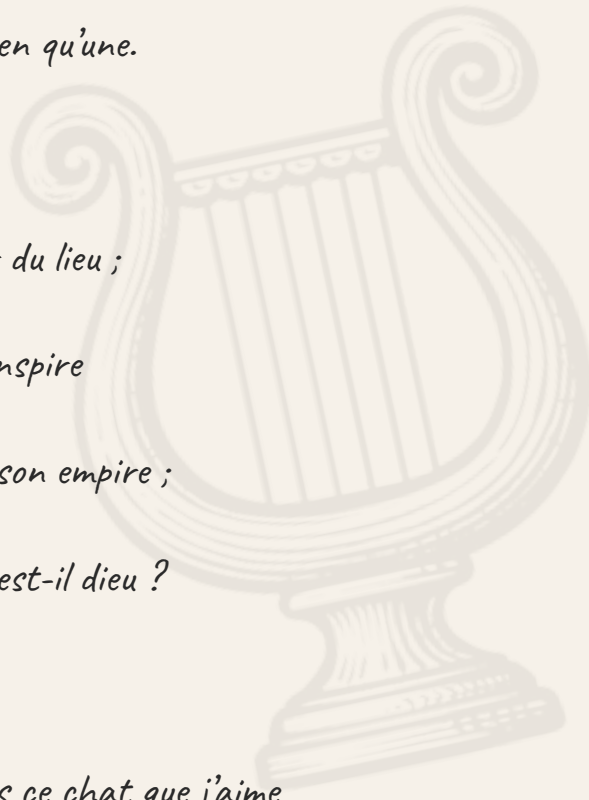 en qu'une.
du lieu ;
nspire
son empire ;
est-il dieu ?
s ce chat que j'aime